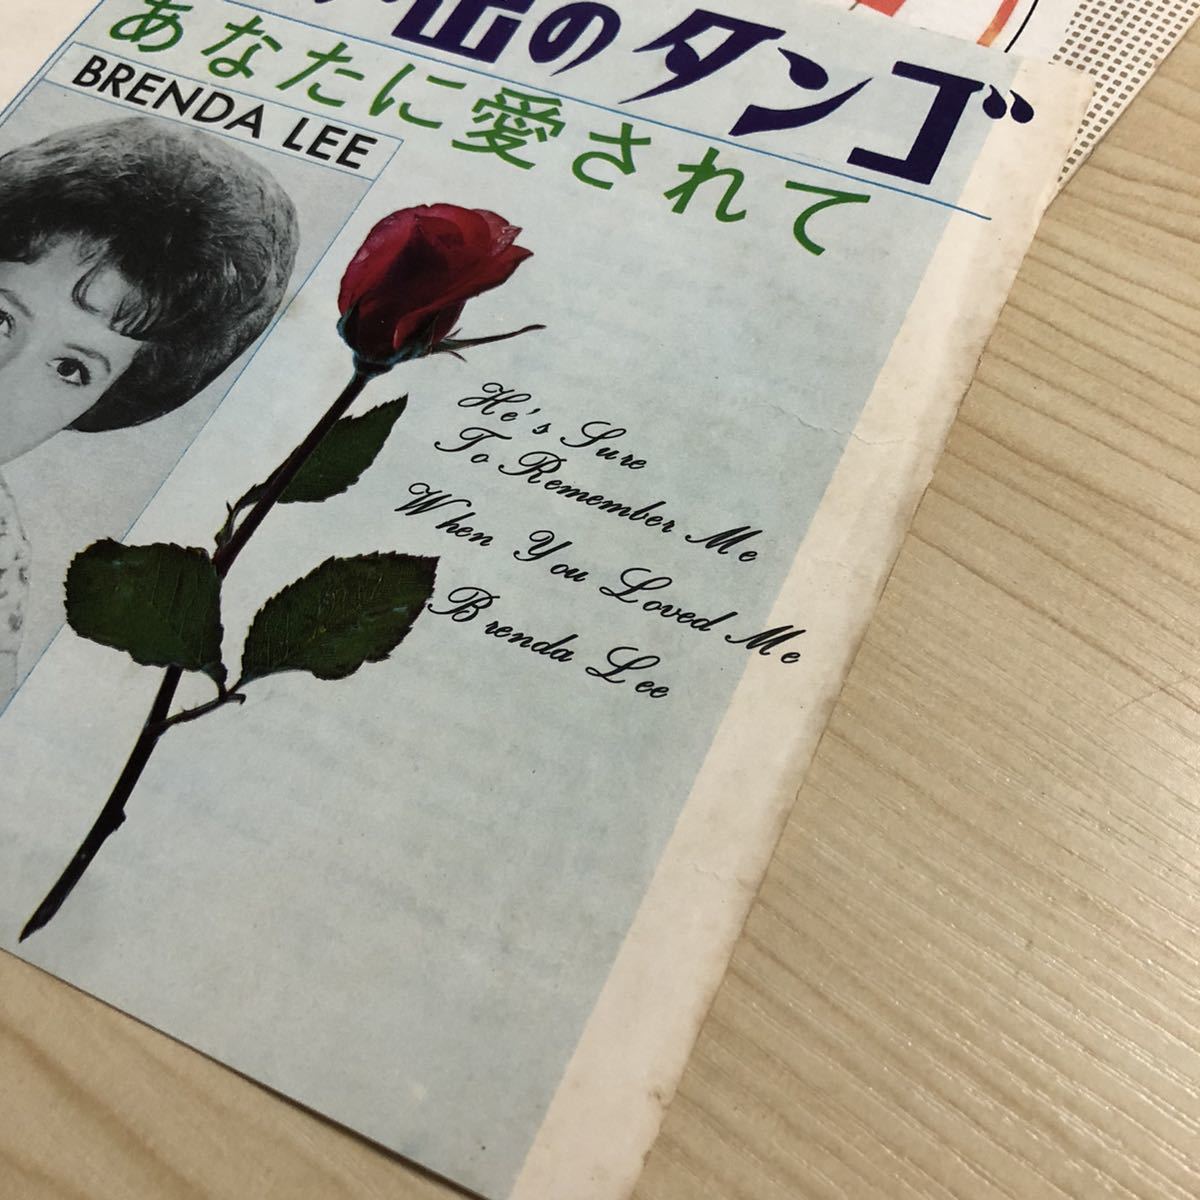 出のタンゴ
あなたに愛されて
BRENDA LEE
He's Sure
To Remember Me
When You Loved Me
Brenda Lee